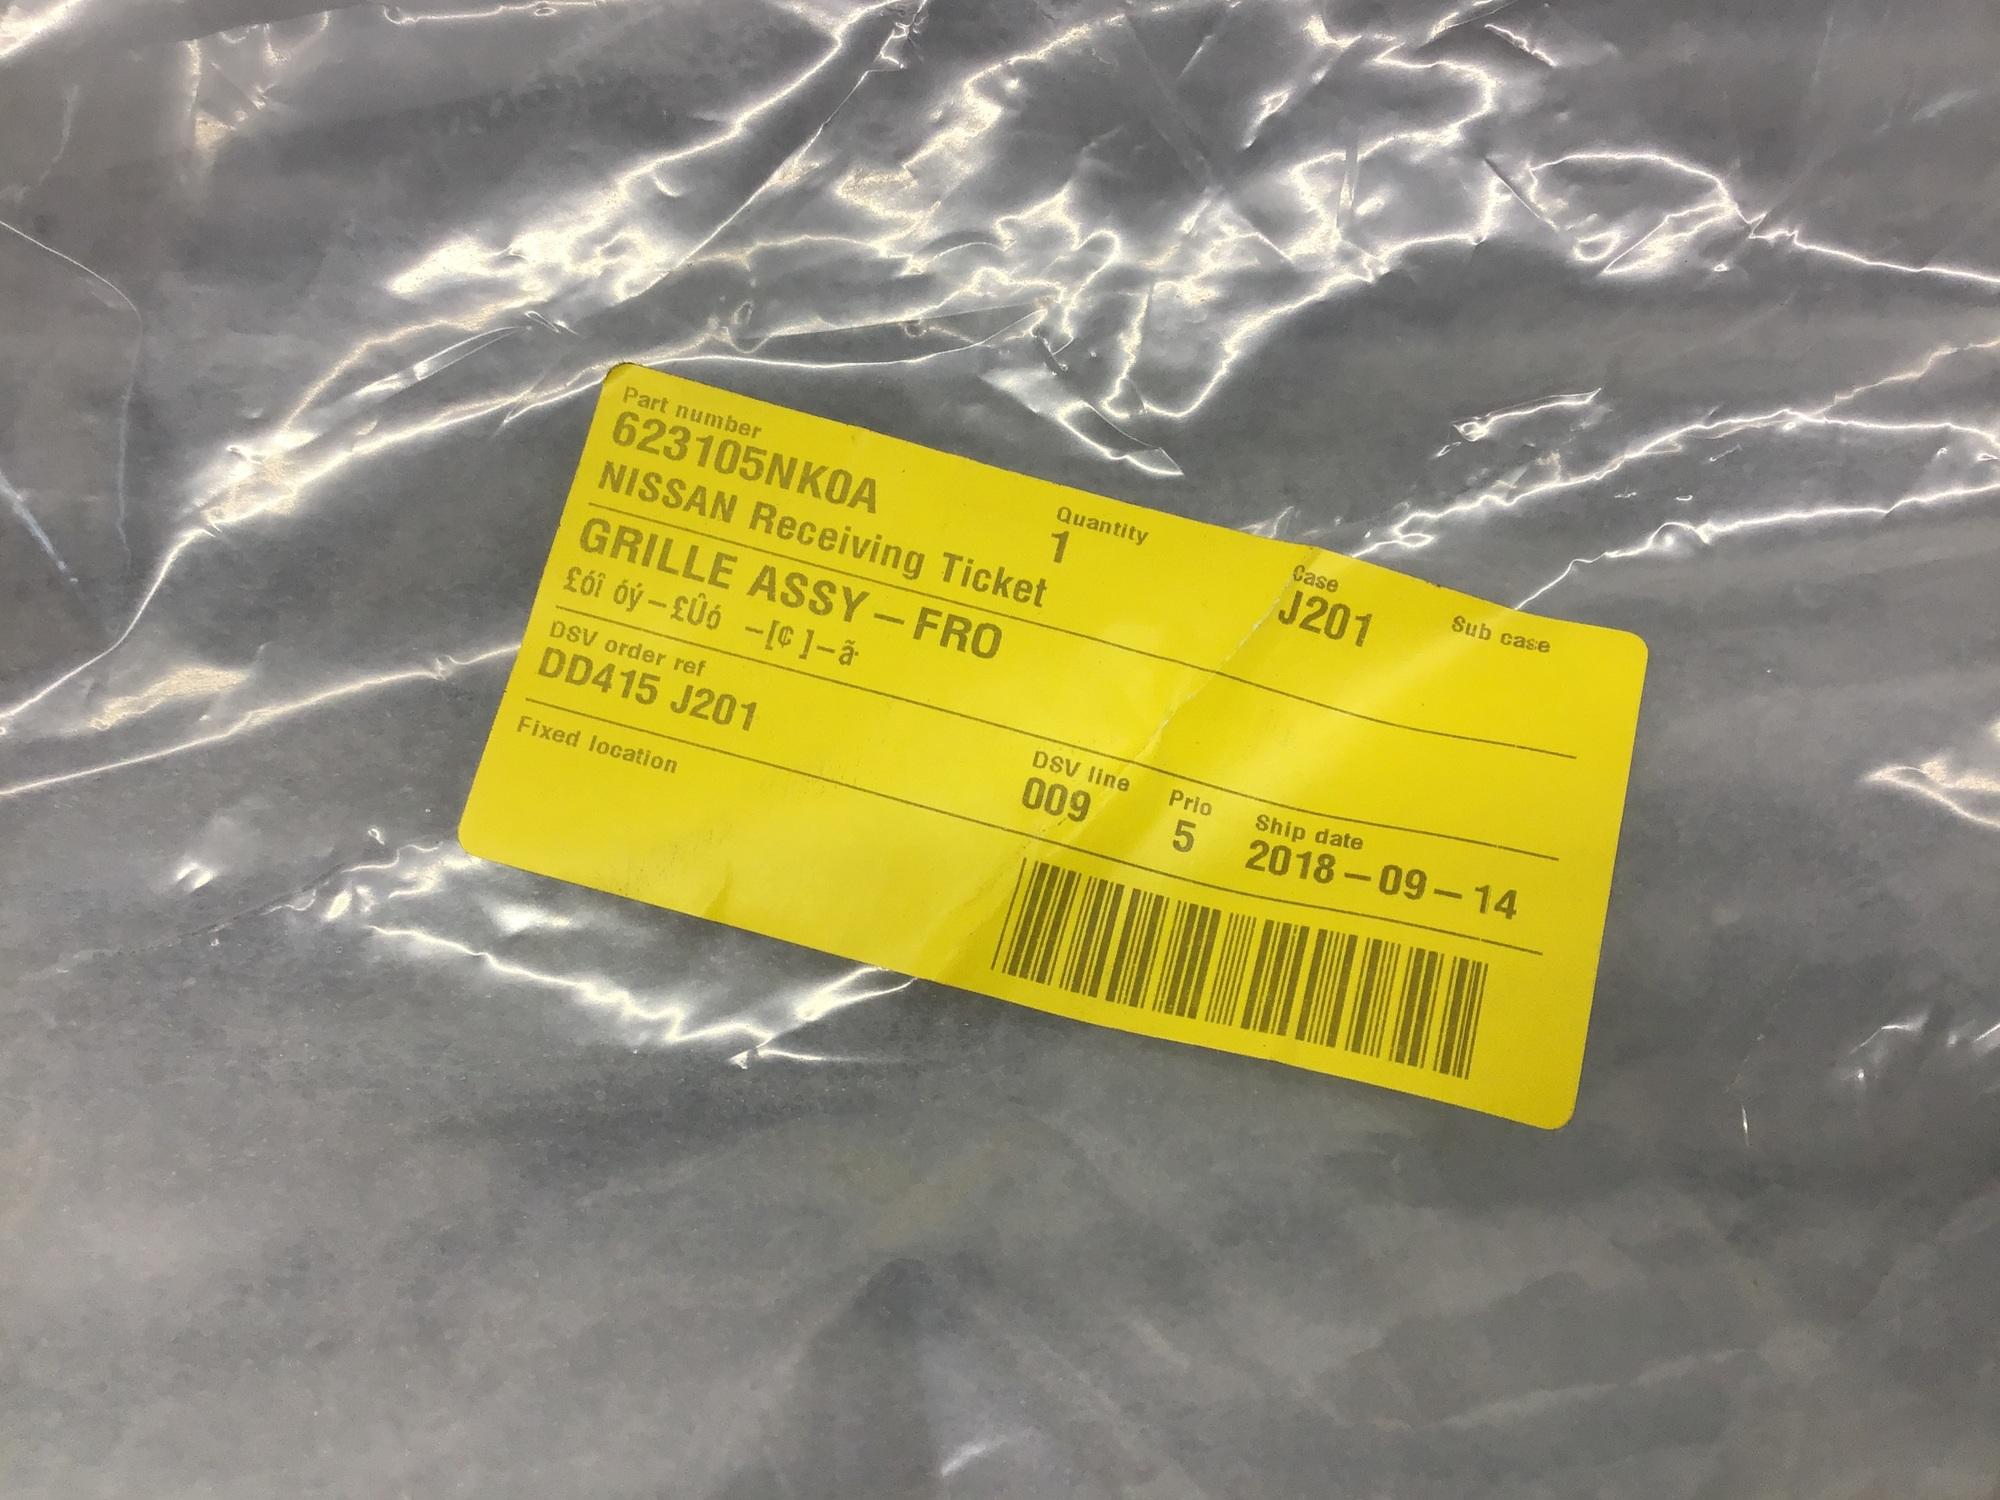 Part number
623105NK0A
Quantity
1
Case
J201
Sub case
NISSAN Receiving Ticket
GRILLE ASSY-FRO
£óî óý-£Ûó -[¢ ]-ã·
DSV order ref
DD415 J201
DSV line
009
Prio
5
Ship date
2018-09-14
Fixed location